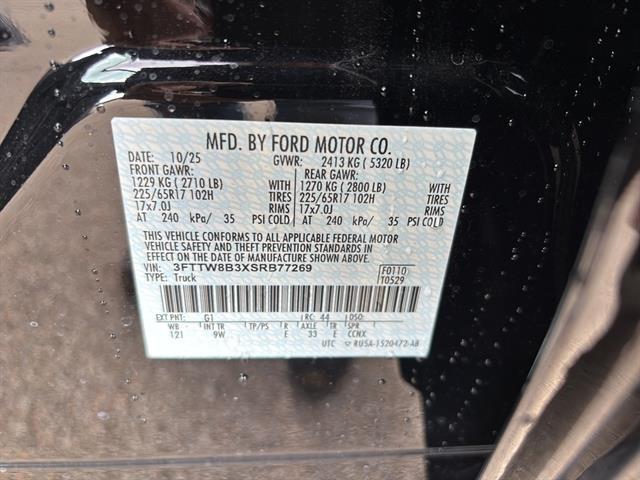 MFD. BY FORD MOTOR CO.
DATE: 10/25 GVWR: 2413 KG ( 5320 LB)
FRONT GAWR: REAR GAWR:
1229 KG ( 2710 LB) WITH 1270 KG ( 2800 LB) WITH
225/65R17 102H TIRES 225/65R17 102H TIRES
17x7.0J RIMS 17x7.0J RIMS
AT 240 kPa/ 35 PSI COLD AT 240 kPa/ 35 PSI COLD
THIS VEHICLE CONFORMS TO ALL APPLICABLE FEDERAL MOTOR
VEHICLE SAFETY AND THEFT PREVENTION STANDARDS IN
EFFECT ON THE DATE OF MANUFACTURE SHOWN ABOVE.
VIN: 3FTTW8B3XSRB77269 F0110
TYPE: Truck T0529
EXT PNT: G1 RC: 44 DSO:
WB INT TR TP/PS R AXLE TR SPR
121 9W E 33 E CCNX
UTC RU5A-1520472-AB